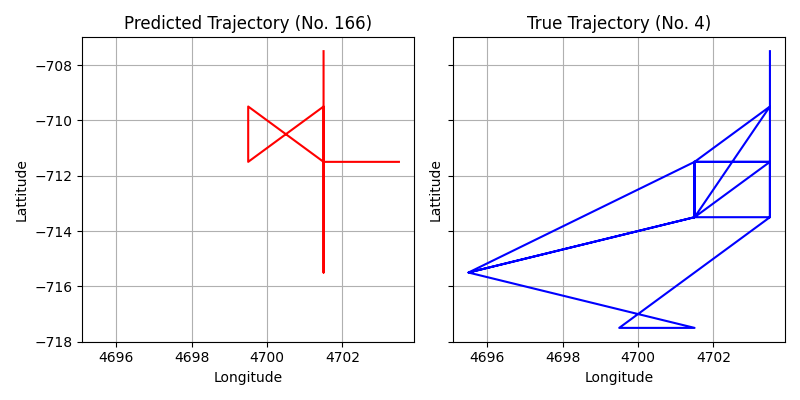 Predicted Trajectory (No. 166)
True Trajectory (No. 4)
−708
−710
−712
−714
−716
−718
Lattitude
Lattitude
4696 4698 4700 4702
4696 4698 4700 4702
Longitude
Longitude